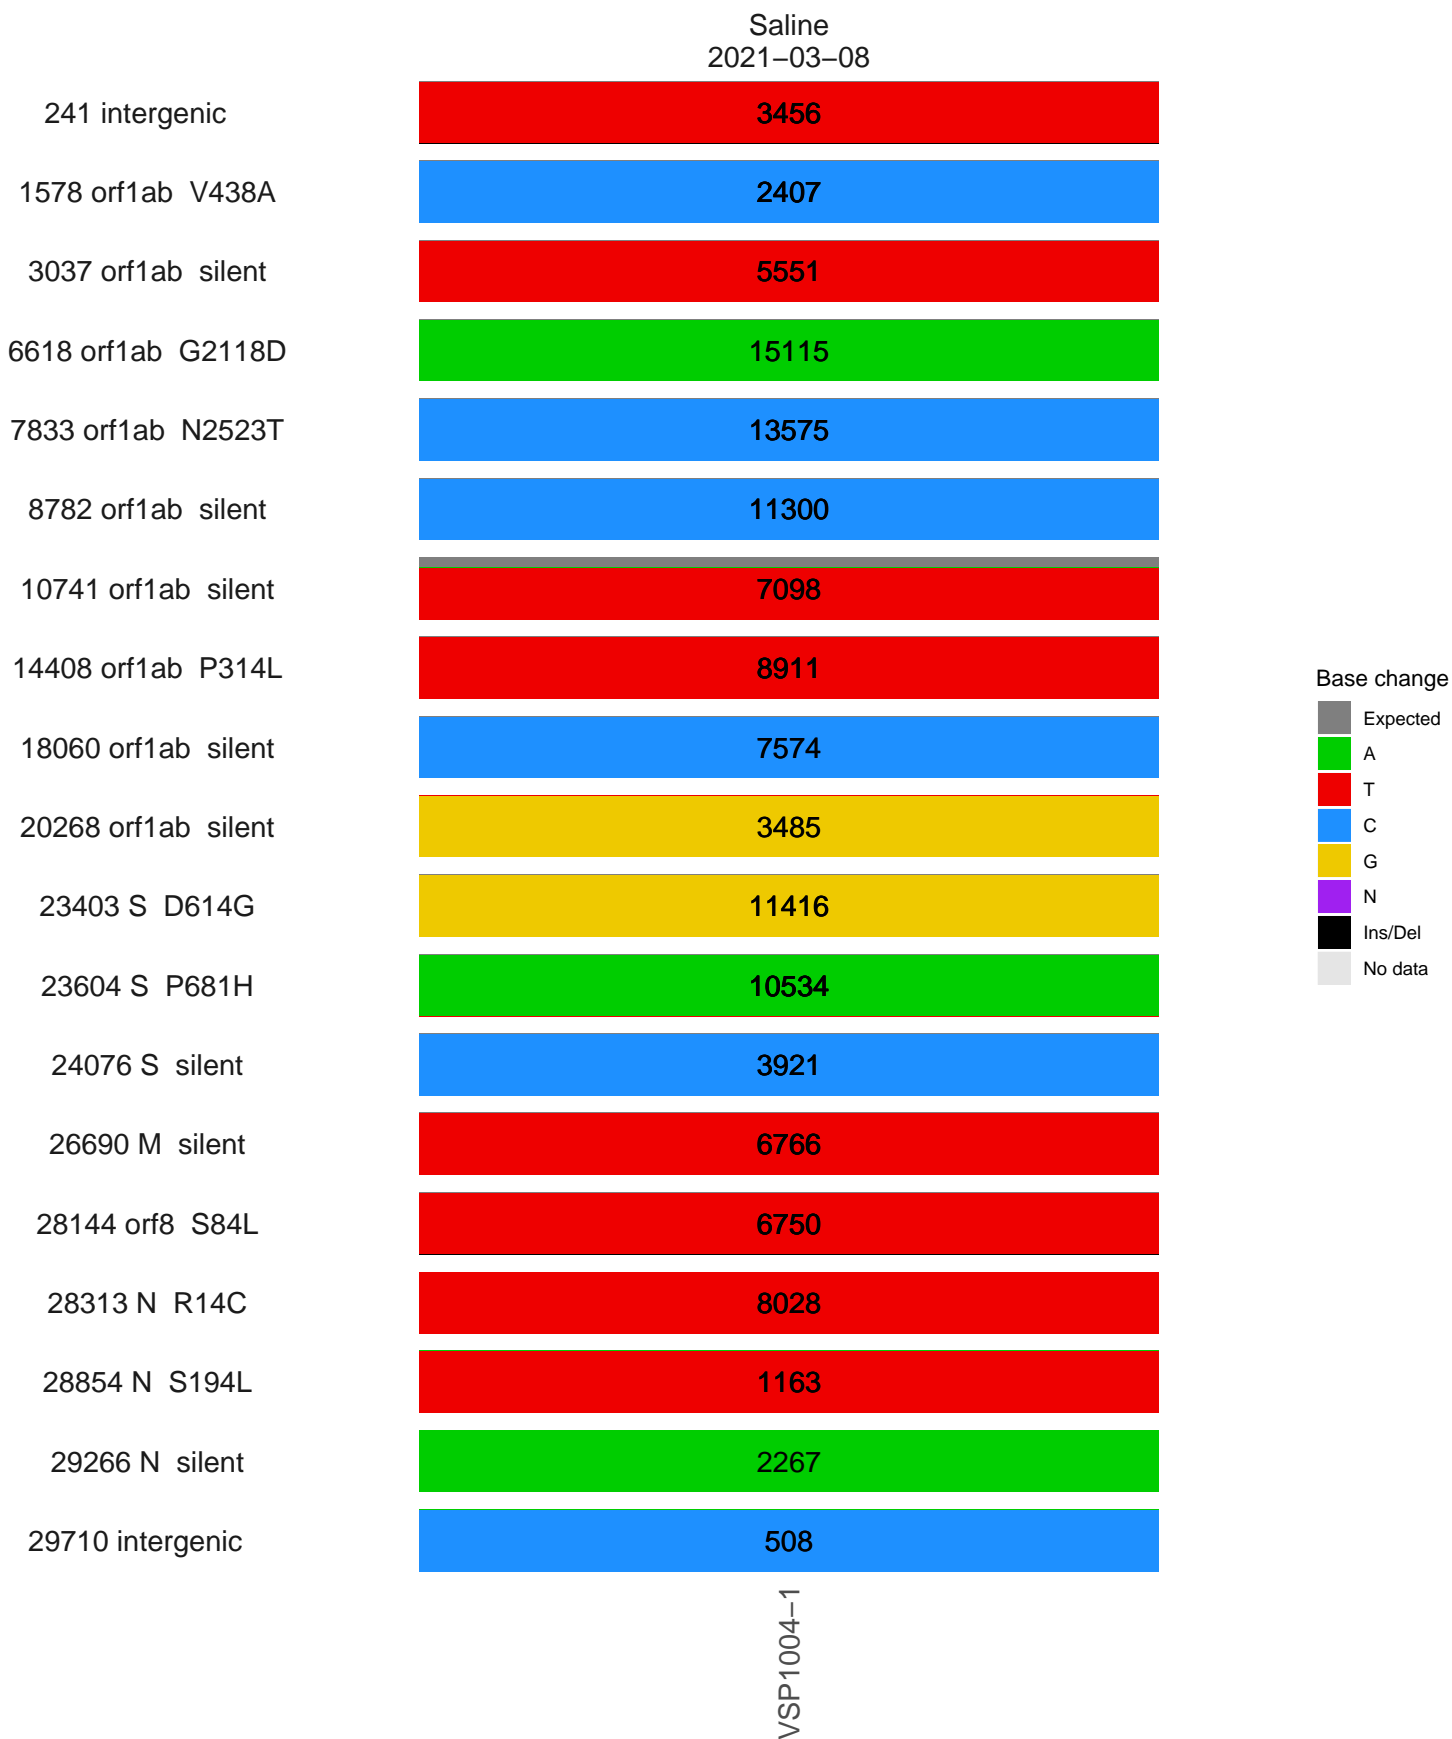 Saline
2021−03−08
241 intergenic 3456
1578 orf1ab V438A 2407
3037 orf1ab silent 5551
6618 orf1ab G2118D 15115
7833 orf1ab N2523T 13575
8782 orf1ab silent 11300
10741 orf1ab silent 7098
14408 orf1ab P314L 8911
18060 orf1ab silent 7574
20268 orf1ab silent 3485
23403 S D614G 11416
23604 S P681H 10534
24076 S silent 3921
26690 M silent 6766
28144 orf8 S84L 6750
28313 N R14C 8028
28854 N S194L 1163
29266 N silent 2267
29710 intergenic 508
VSP1004−1
Base change
Expected
A
T
C
G
N
Ins/Del
No data